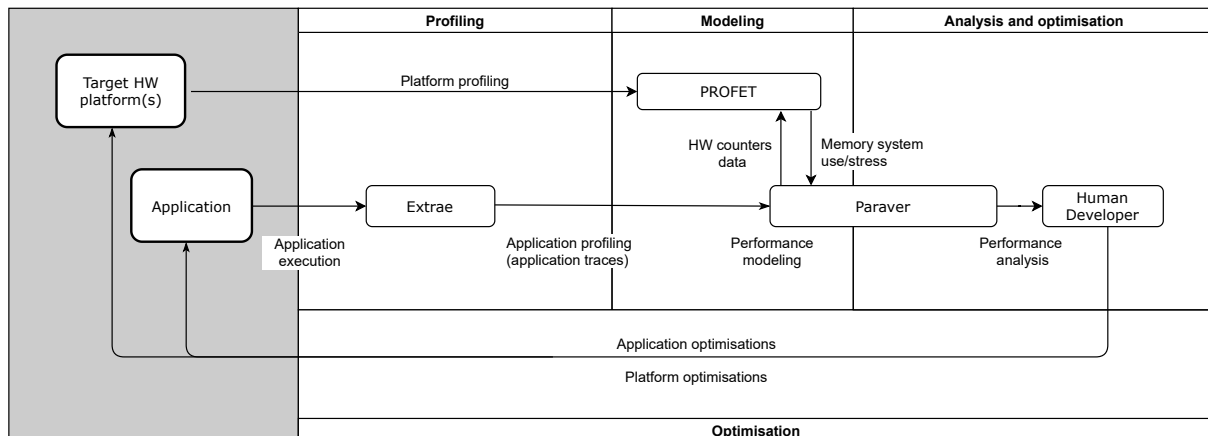 Profiling
Modeling
Analysis and optimisation
Target HW
platform(s)
Platform profiling
PROFET
HW counters
data
Memory system
use/stress
Application
Extrae
Paraver
Human
Developer
Application
execution
Application profiling
(application traces)
Performance
modeling
Performance
analysis
Application optimisations
Platform optimisations
Optimisation